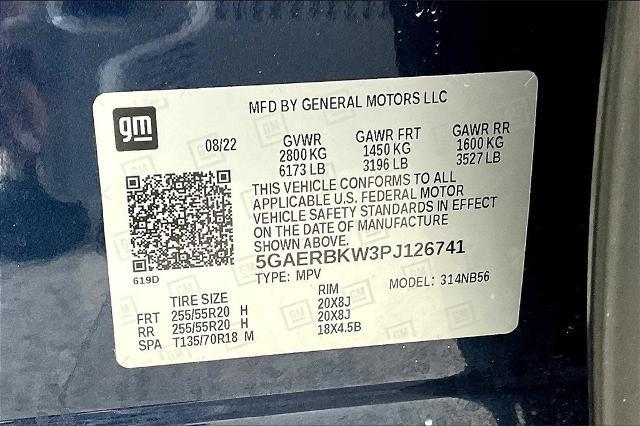 MFD BY GENERAL MOTORS LLC
gm
08/22 GVWR GAWR FRT GAWR RR
2800 KG 1450 KG 1600 KG
6173 LB 3196 LB 3527 LB
THIS VEHICLE CONFORMS TO ALL
APPLICABLE U.S. FEDERAL MOTOR
VEHICLE SAFETY STANDARDS IN EFFECT
ON THE DATE OF MANUFACTURE
SHOWN ABOVE.
619D
5GAERBKW3PJ126741
TYPE: MPV MODEL: 314NB56
TIRE SIZE RIM
FRT 255/55R20 H 20X8J
RR 255/55R20 H 20X8J
SPA T135/70R18 M 18X4.5B